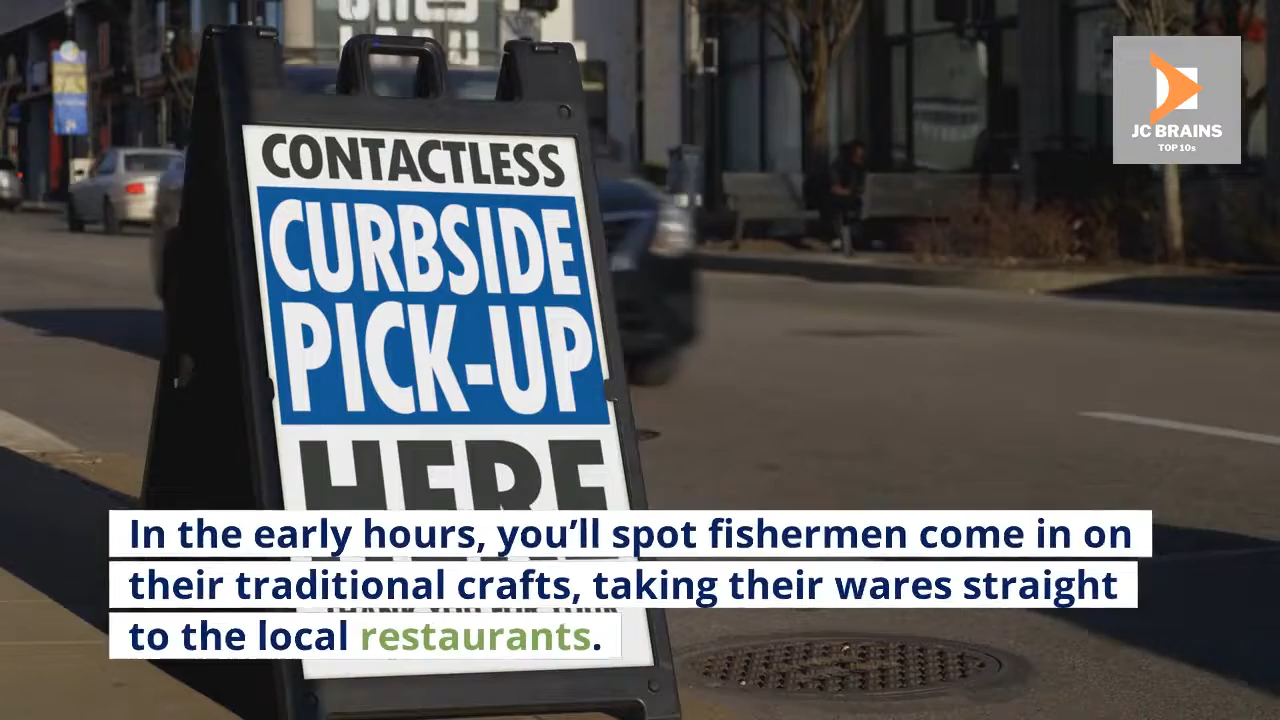 CONTACTLESS
CURBSIDE
PICK-UP
HERE
In the early hours, you’ll spot fishermen come in on
their traditional crafts, taking their wares straight
to the local restaurants.
JC BRAINS
TOP 10s